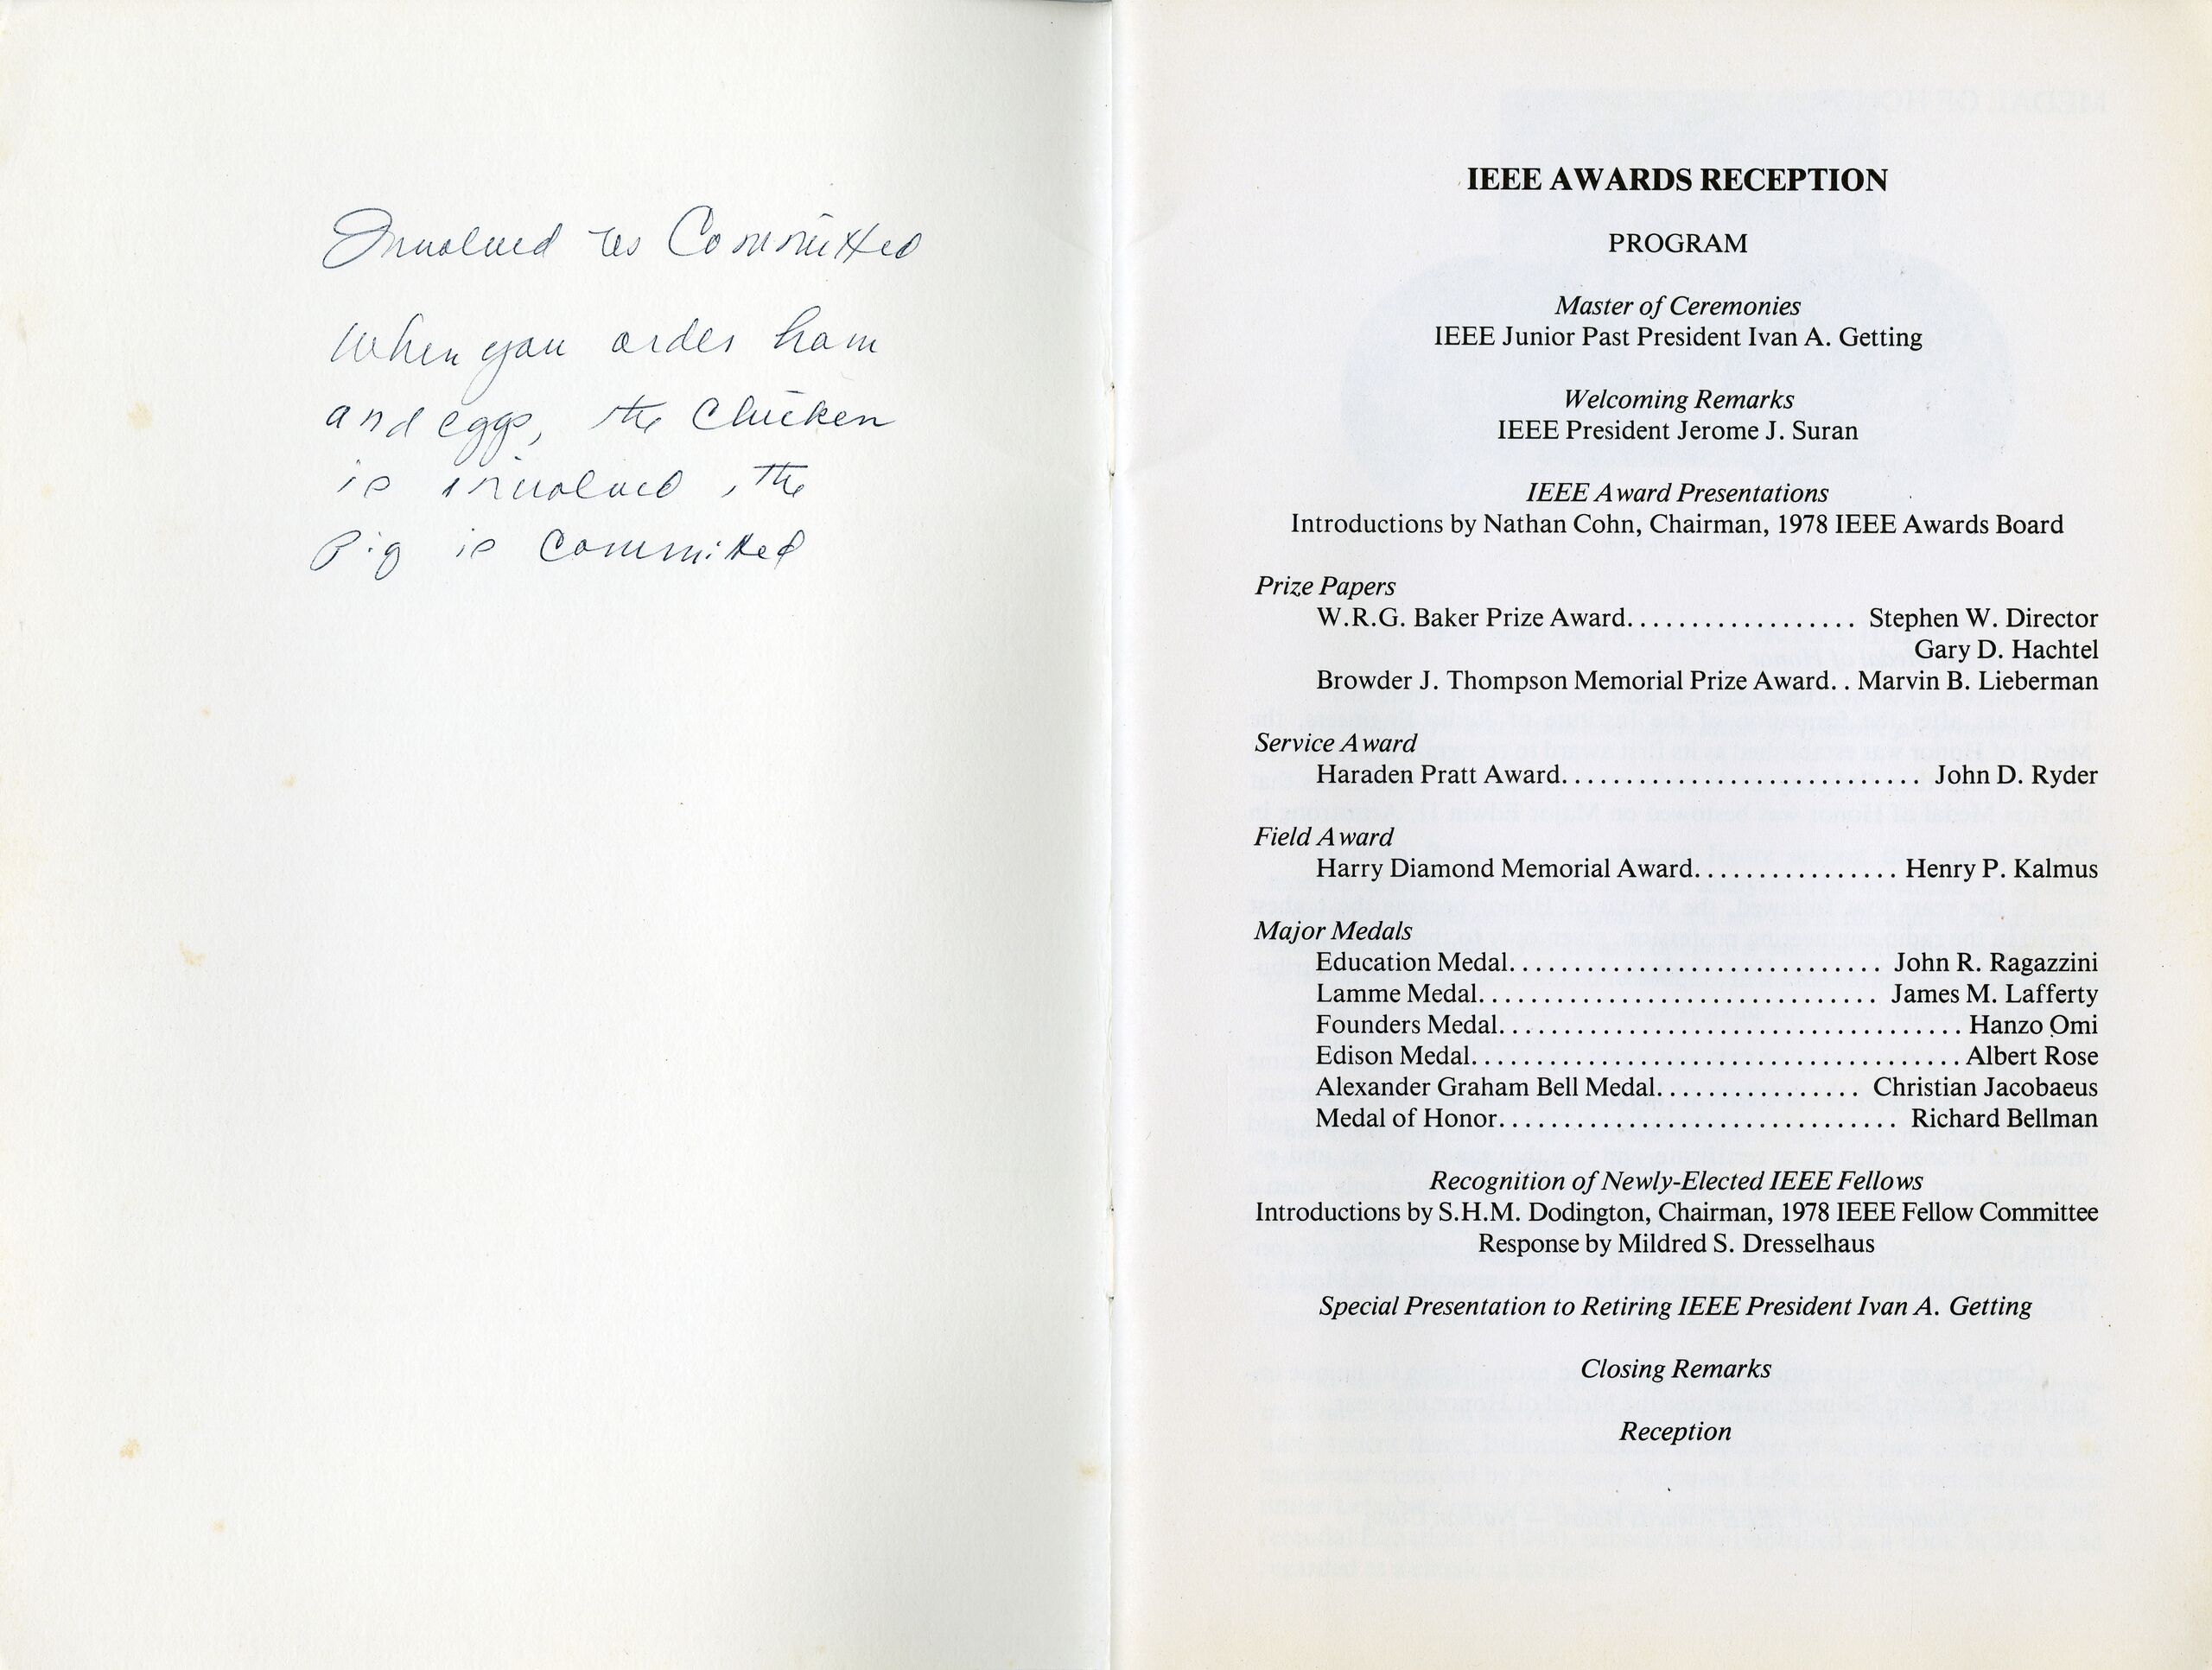 Involved vs Committed
When you order ham
and eggs, the Chicken
is involved, the
Pig is Committed
IEEE AWARDS RECEPTION
PROGRAM
Master of Ceremonies
IEEE Junior Past President Ivan A. Getting
Welcoming Remarks
IEEE President Jerome J. Suran
IEEE Award Presentations
Introductions by Nathan Cohn, Chairman, 1978 IEEE Awards Board
Prize Papers
W.R.G. Baker Prize Award.................. Stephen W. Director
Gary D. Hachtel
Browder J. Thompson Memorial Prize Award.. Marvin B. Lieberman
Service Award
Haraden Pratt Award............................ John D. Ryder
Field Award
Harry Diamond Memorial Award................ Henry P. Kalmus
Major Medals
Education Medal............................. John R. Ragazzini
Lamme Medal............................... James M. Lafferty
Founders Medal.................................... Hanzo Omi
Edison Medal...................................... Albert Rose
Alexander Graham Bell Medal................ Christian Jacobaeus
Medal of Honor............................... Richard Bellman
Recognition of Newly-Elected IEEE Fellows
Introductions by S.H.M. Dodington, Chairman, 1978 IEEE Fellow Committee
Response by Mildred S. Dresselhaus
Special Presentation to Retiring IEEE President Ivan A. Getting
Closing Remarks
Reception